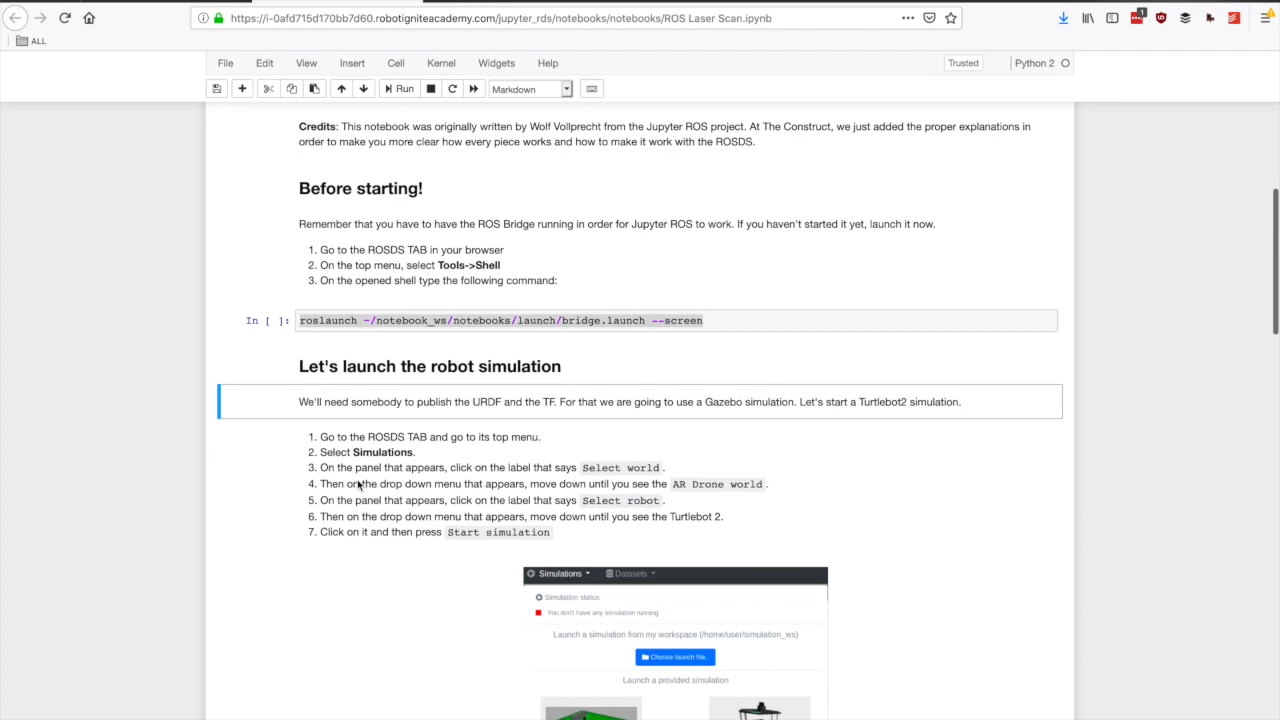 https://i-0afd715d170bb7d60.robotigniteacademy.com/jupyter_rds/notebooks/notebooks/ROS Laser Scan.ipynb
1
ALL
File Edit View Insert Cell Kernel Widgets Help Trusted Python 2
Run Markdown
Credits: This notebook was originally written by Wolf Vollprecht from the Jupyter ROS project. At The Construct, we just added the proper explanations in
order to make you more clear how every piece works and how to make it work with the ROSDS.
Before starting!
Remember that you have to have the ROS Bridge running in order for Jupyter ROS to work. If you haven't started it yet, launch it now.
1. Go to the ROSDS TAB in your browser
2. On the top menu, select Tools->Shell
3. On the opened shell type the following command:
In [ ]: roslaunch ~/notebook_ws/notebooks/launch/bridge.launch --screen
Let's launch the robot simulation
We'll need somebody to publish the URDF and the TF. For that we are going to use a Gazebo simulation. Let's start a Turtlebot2 simulation.
1. Go to the ROSDS TAB and go to its top menu.
2. Select Simulations.
3. On the panel that appears, click on the label that says Select world.
4. Then on the drop down menu that appears, move down until you see the AR Drone world.
5. On the panel that appears, click on the label that says Select robot.
6. Then on the drop down menu that appears, move down until you see the Turtlebot 2.
7. Click on it and then press Start simulation
Simulations Datasets
Simulation status
You don't have any simulation running
Launch a simulation from my workspace (/home/user/simulation_ws)
Choose launch file..
Launch a provided simulation